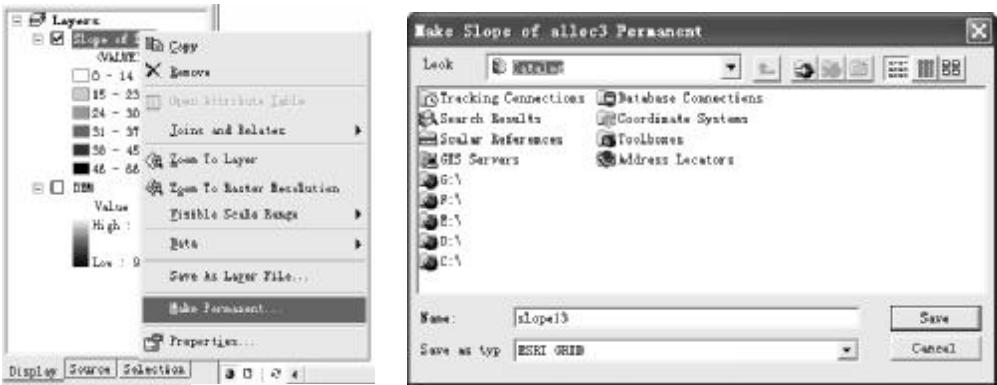 Layers
Slope of
<VALUE
0 - 14
15 - 23
24 - 30
31 - 37
38 - 45
46 - 66
DEM
Value
High :
Low : 9
Copy
Remove
Open Attribute Table
Joins and Relates
Zoom To Layer
Zoom To Raster Resolution
Visible Scale Range
Data
Save As Layer File...
Make Permanent...
Properties...
Display Source Selection
Make Slope of alloc3 Permanent
Look
Tracking Connections
Database Connections
Search Results
Coordinate Systems
Scalar References
Toolboxes
GIS Servers
Address Locators
G:\
F:\
E:\
D:\
C:\
Name:
slope13
Save
Save as typ
ESRI GRID
Cancel